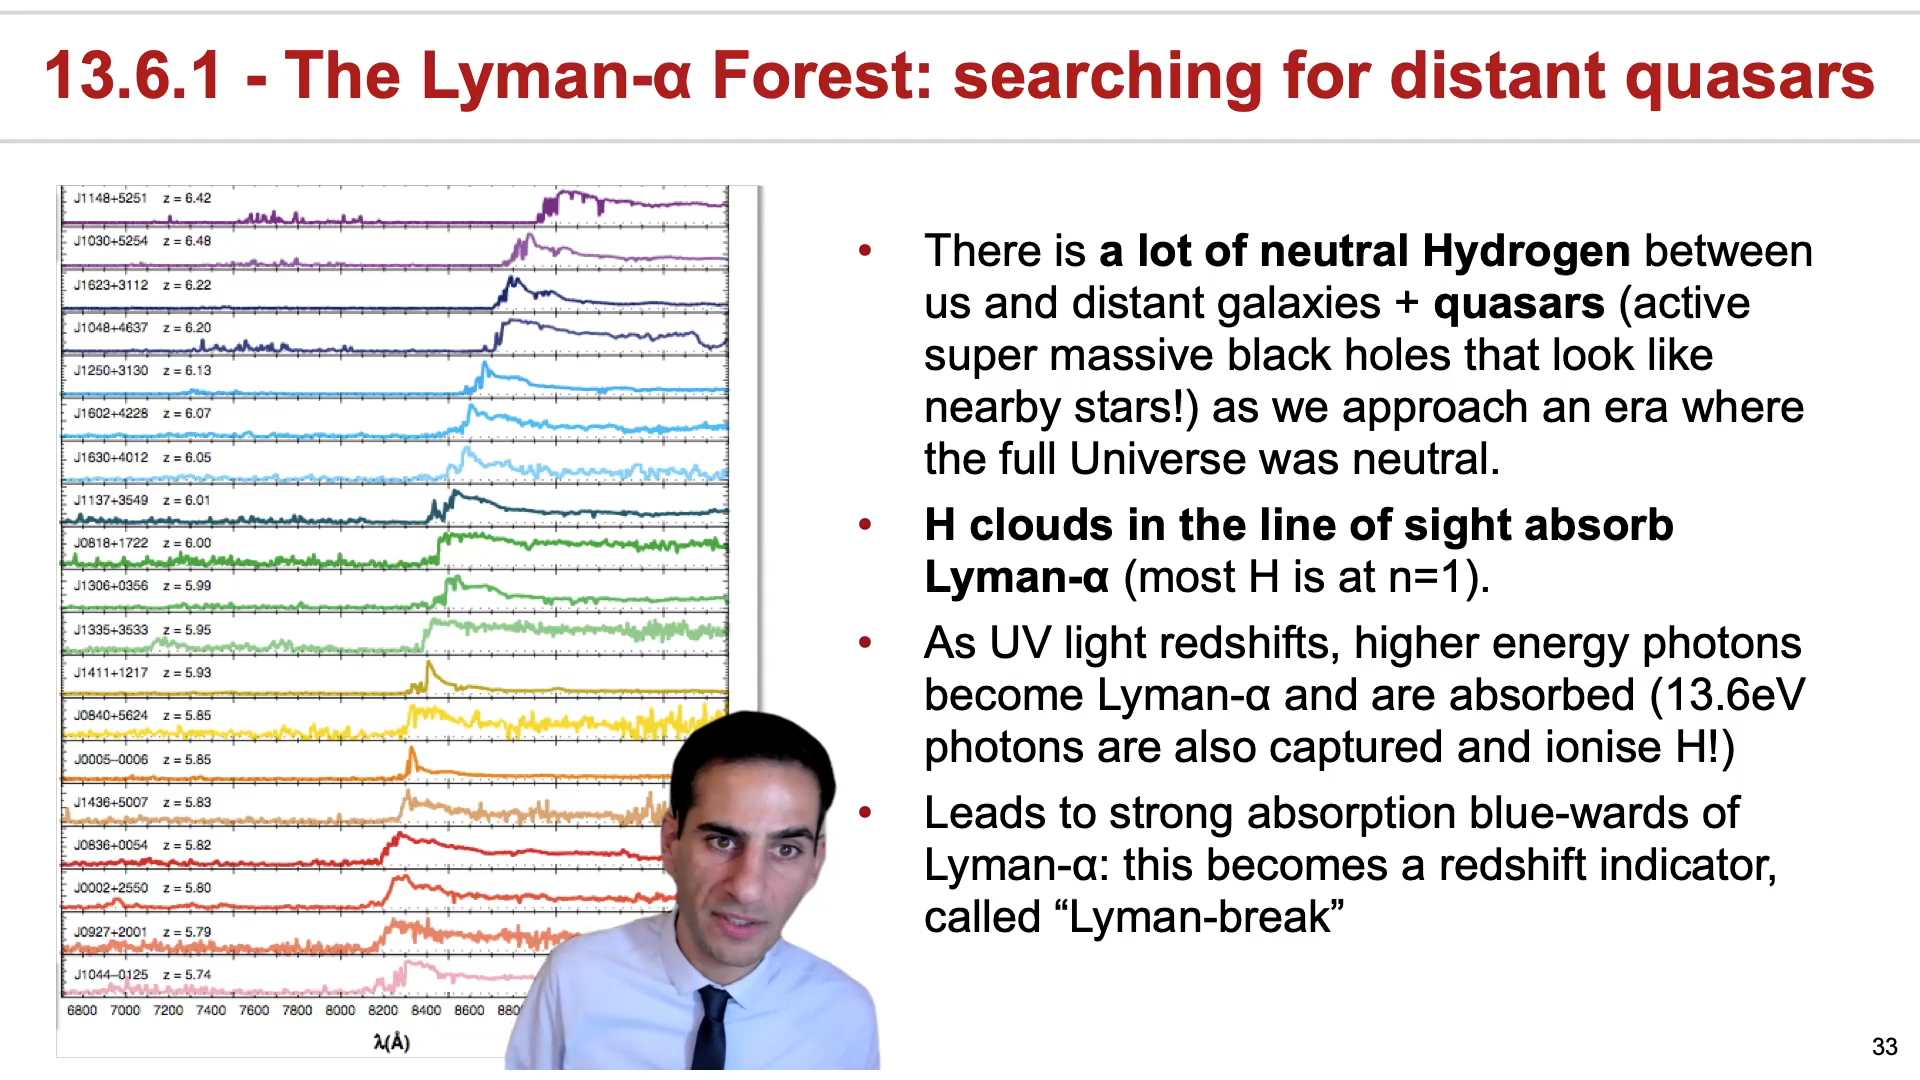 13.6.1 - The Lyman-α Forest: searching for distant quasars
J1148+5251 z = 6.42
J1030+5254 z = 6.48
J1623+3112 z = 6.22
J1048+4637 z = 6.20
J1250+3130 z = 6.13
J1602+4228 z = 6.07
J1630+4012 z = 6.05
J1137+3549 z = 6.01
J0818+1722 z = 6.00
J1306+0356 z = 5.99
J1335+3533 z = 5.95
J1411+1217 z = 5.93
J0840+5624 z = 5.85
J0005−0006 z = 5.85
J1436+5007 z = 5.83
J0836+0054 z = 5.82
J0002+2550 z = 5.80
J0927+2001 z = 5.79
J1044−0125 z = 5.74
6800 7000 7200 7400 7600 7800 8000 8200 8400 8600
λ(Å)
• There is a lot of neutral Hydrogen between
us and distant galaxies + quasars (active
super massive black holes that look like
nearby stars!) as we approach an era where
the full Universe was neutral.
• H clouds in the line of sight absorb
Lyman-α (most H is at n=1).
• As UV light redshifts, higher energy photons
become Lyman-α and are absorbed (13.6eV
photons are also captured and ionise H!)
• Leads to strong absorption blue-wards of
Lyman-α: this becomes a redshift indicator,
called “Lyman-break”
33